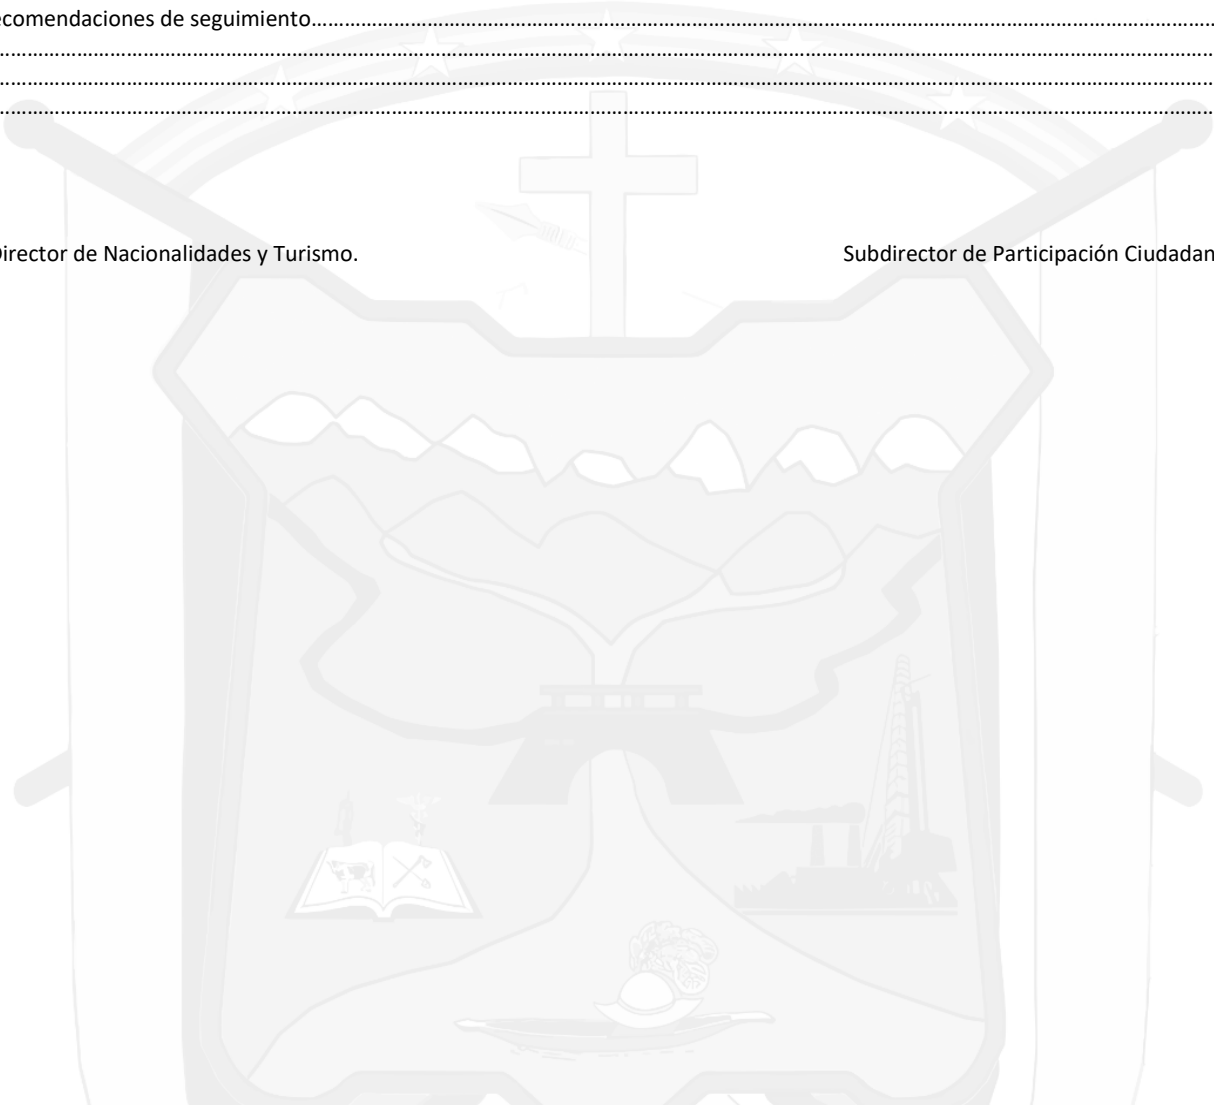 ecomendaciones de seguimiento…………………………………………………………………………………………………………………………
……………………………………………………………………………………………………………………………………………………………………
……………………………………………………………………………………………………………………………………………………………………
……………………………………………………………………………………………………………………………………………………………………
Director de Nacionalidades y Turismo. Subdirector de Participación Ciudadan